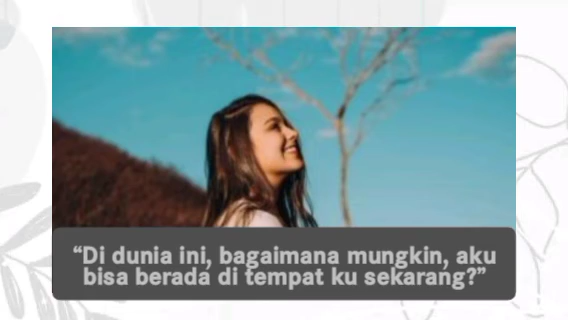 “Di dunia ini, bagaimana mungkin, aku
bisa berada di tempat ku sekarang?”